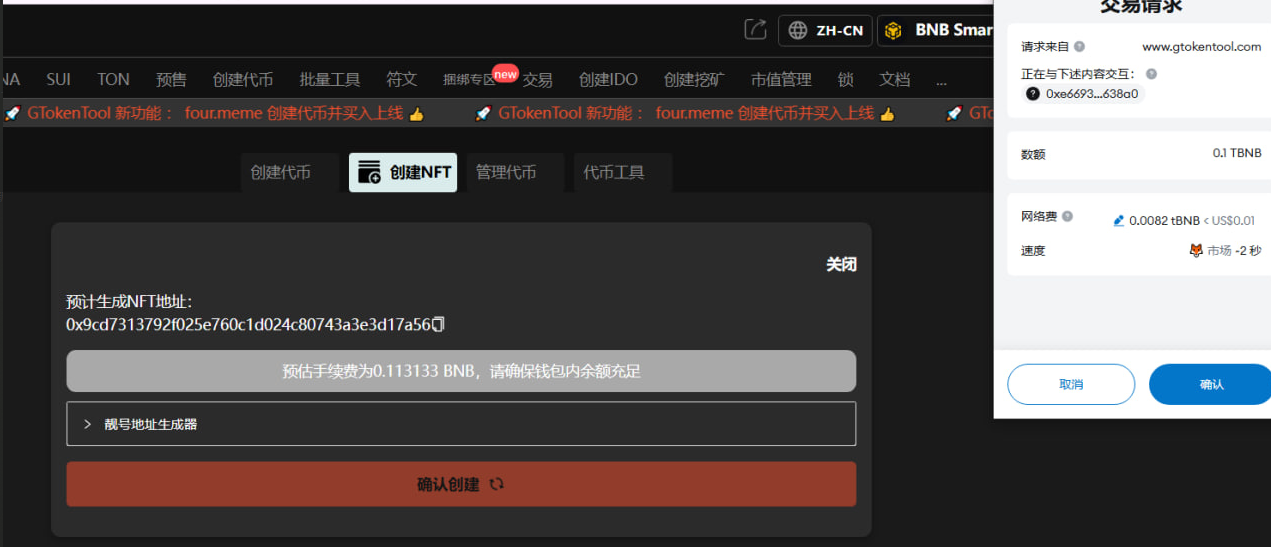 交易请求
ZH-CN
BNB Smar
请求来自
www.gtokentool.com
正在与下述内容交互：
0xe6693...638a0
NA SUI TON 预售 创建代币 批量工具 符文 捆绑专区 new 交易 创建IDO 创建挖矿 市值管理 锁 文档 ...
GTokenTool 新功能： four.meme 创建代币并买入上线 GTokenTool 新功能： four.meme 创建代币并买入上线 GTo
数额
0.1 TBNB
创建代币 创建NFT 管理代币 代币工具
网络费
0.0082 tBNB < US$0.01
速度
市场 ~2 秒
关闭
预计生成NFT地址：
0x9cd7313792f025e760c1d024c80743a3e3d17a56
预估手续费为0.113133 BNB，请确保钱包内余额充足
取消
确认
> 靓号地址生成器
确认创建